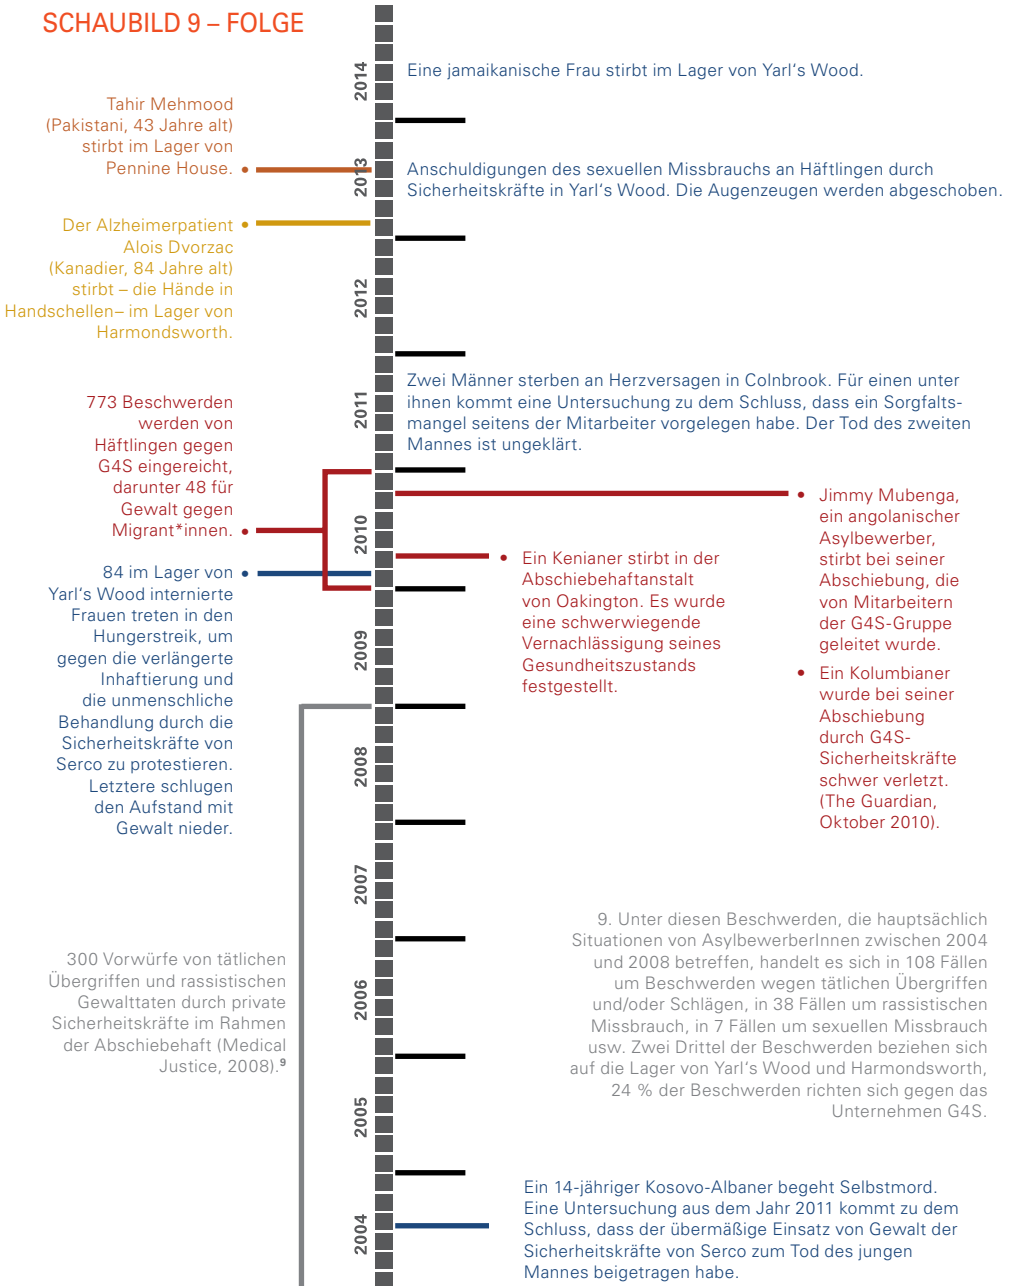 SCHAUBILD 9 – FOLGE
2014
Eine jamaikanische Frau stirbt im Lager von Yarl's Wood.
Tahir Mehmood
(Pakistani, 43 Jahre alt)
stirbt im Lager von
Pennine House. •
2013
Anschuldigungen des sexuellen Missbrauchs an Häftlingen durch
Sicherheitskräfte in Yarl's Wood. Die Augenzeugen werden abgeschoben.
Der Alzheimerpatient •
Alois Dvorzac
(Kanadier, 84 Jahre alt)
stirbt – die Hände in
Handschellen– im Lager von
Harmondsworth.
2012
Zwei Männer sterben an Herzversagen in Colnbrook. Für einen unter
ihnen kommt eine Untersuchung zu dem Schluss, dass ein Sorgfalts-
mangel seitens der Mitarbeiter vorgelegen habe. Der Tod des zweiten
Mannes ist ungeklärt.
2011
773 Beschwerden
werden von
Häftlingen gegen
G4S eingereicht,
darunter 48 für
Gewalt gegen
Migrant*innen. •
2010
• Jimmy Mubenga,
ein angolanischer
Asylbewerber,
stirbt bei seiner
Abschiebung, die
von Mitarbeitern
der G4S-Gruppe
geleitet wurde.
• Ein Kolumbianer
wurde bei seiner
Abschiebung
durch G4S-
Sicherheitskräfte
schwer verletzt.
(The Guardian,
Oktober 2010).
• Ein Kenianer stirbt in der
Abschiebehaftanstalt
von Oakington. Es wurde
eine schwerwiegende
Vernachlässigung seines
Gesundheitszustands
festgestellt.
84 im Lager von •
Yarl's Wood internierte
Frauen treten in den
Hungerstreik, um
gegen die verlängerte
Inhaftierung und
die unmenschliche
Behandlung durch die
Sicherheitskräfte von
Serco zu protestieren.
Letztere schlugen
den Aufstand mit
Gewalt nieder.
2009
2008
2007
9. Unter diesen Beschwerden, die hauptsächlich
Situationen von AsylbewerberInnen zwischen 2004
und 2008 betreffen, handelt es sich in 108 Fällen
um Beschwerden wegen tätlichen Übergriffen
und/oder Schlägen, in 38 Fällen um rassistischen
Missbrauch, in 7 Fällen um sexuellen Missbrauch
usw. Zwei Drittel der Beschwerden beziehen sich
auf die Lager von Yarl's Wood und Harmondsworth,
24 % der Beschwerden richten sich gegen das
Unternehmen G4S.
300 Vorwürfe von tätlichen
Übergriffen und rassistischen
Gewalttaten durch private
Sicherheitskräfte im Rahmen
der Abschiebehaft (Medical
Justice, 2008).⁹
2006
2005
2004
Ein 14-jähriger Kosovo-Albaner begeht Selbstmord.
Eine Untersuchung aus dem Jahr 2011 kommt zu dem
Schluss, dass der übermäßige Einsatz von Gewalt der
Sicherheitskräfte von Serco zum Tod des jungen
Mannes beigetragen habe.